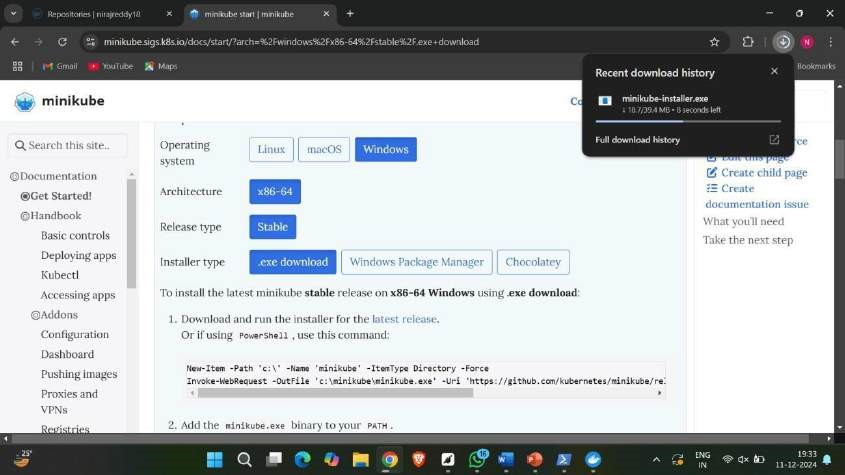 Repositories | nirajreddy18
minikube start | minikube
minikube.sigs.k8s.io/docs/start/?arch=%2Fwindows%2Fx86-64%2Fstable%2F.exe+download
N
Gmail
YouTube
Maps
Bookmarks
Recent download history
minikube-installer.exe
↓ 18.7/39.4 MB • 8 seconds left
Full download history
minikube
Search this site..
Documentation
Get Started!
Handbook
Basic controls
Deploying apps
Kubectl
Accessing apps
Addons
Configuration
Dashboard
Pushing images
Proxies and
VPNs
Registries
Operating
system
Linux
macOS
Windows
Architecture
x86-64
Release type
Stable
Installer type
.exe download
Windows Package Manager
Chocolatey
To install the latest minikube stable release on x86-64 Windows using .exe download:
1. Download and run the installer for the latest release.
Or if using PowerShell , use this command:
New-Item -Path 'c:\' -Name 'minikube' -ItemType Directory -Force
Invoke-WebRequest -OutFile 'c:\minikube\minikube.exe' -Uri 'https://github.com/kubernetes/minikube/rel
2. Add the minikube.exe binary to your PATH .
Edit this page
Create child page
Create
documentation issue
What you'll need
Take the next step
25°
16
ENG
IN
19:33
11-12-2024